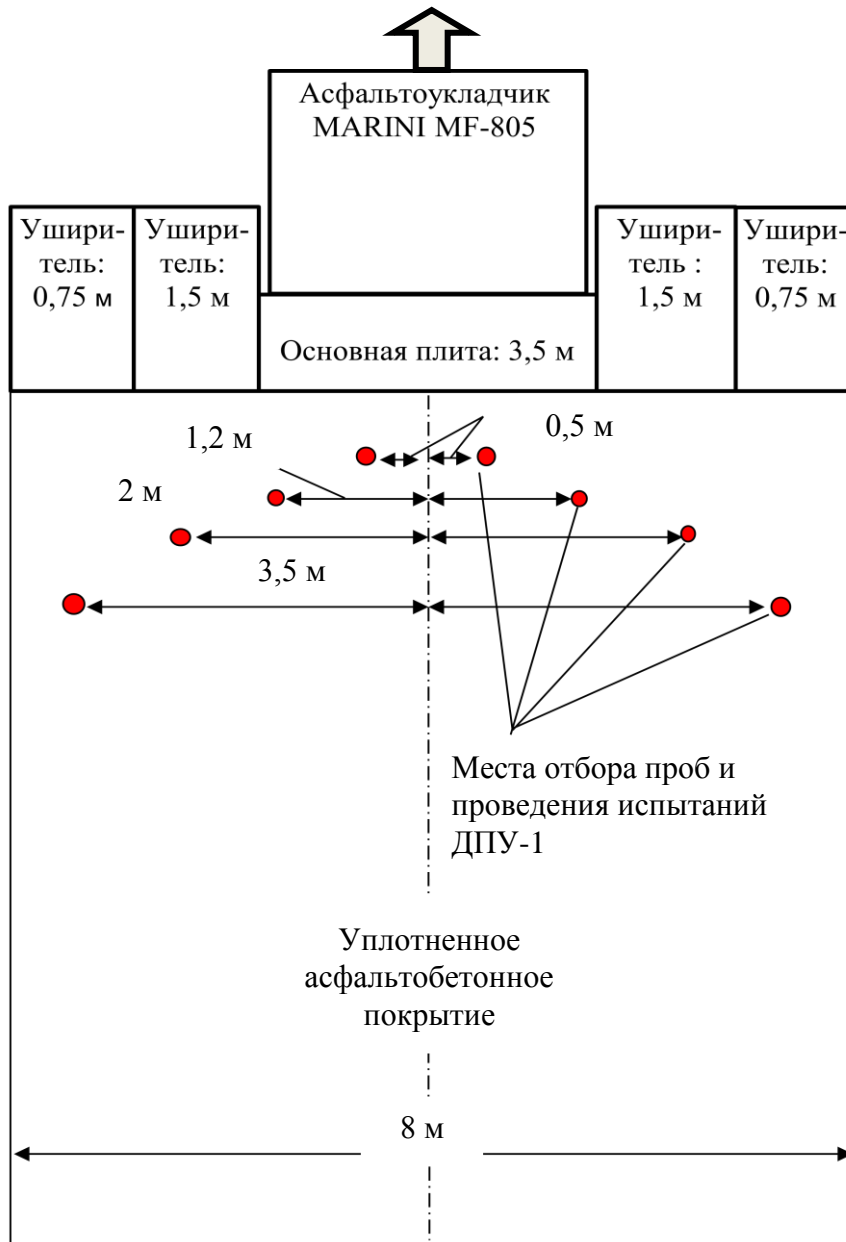 Асфальтоукладчик
MARINI MF-805
Ушири-
тель:
0,75 м
Ушири-
тель:
1,5 м
Ушири-
тель :
1,5 м
Ушири-
тель:
0,75 м
Основная плита: 3,5 м
1,2 м
0,5 м
2 м
3,5 м
Места отбора проб и
проведения испытаний
ДПУ-1
Уплотненное
асфальтобетонное
покрытие
8 м